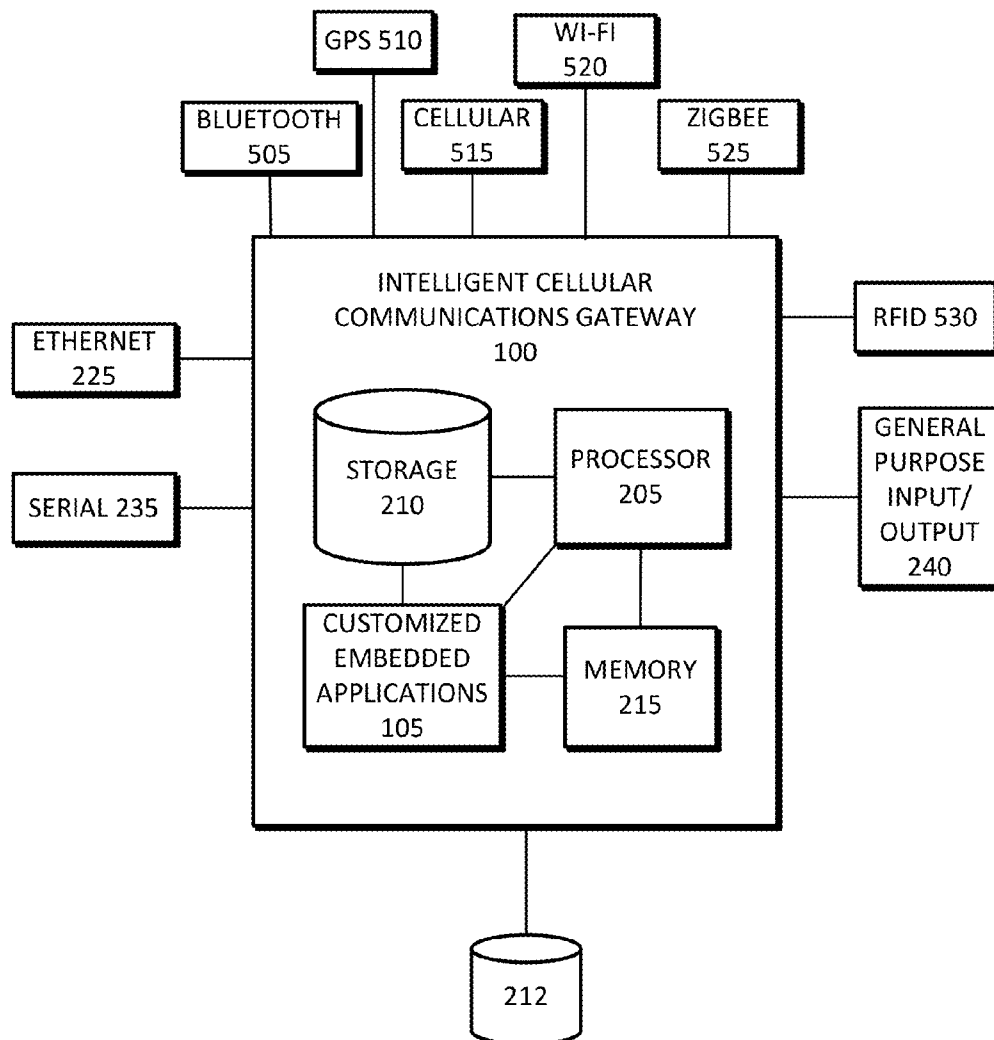 GPS 510
WI-FI
520
BLUETOOTH
505
CELLULAR
515
ZIGBEE
525
INTELLIGENT CELLULAR
COMMUNICATIONS GATEWAY
100
ETHERNET
225
RFID 530
STORAGE
210
PROCESSOR
205
GENERAL
PURPOSE
INPUT/
OUTPUT
240
SERIAL 235
CUSTOMIZED
EMBEDDED
APPLICATIONS
105
MEMORY
215
212